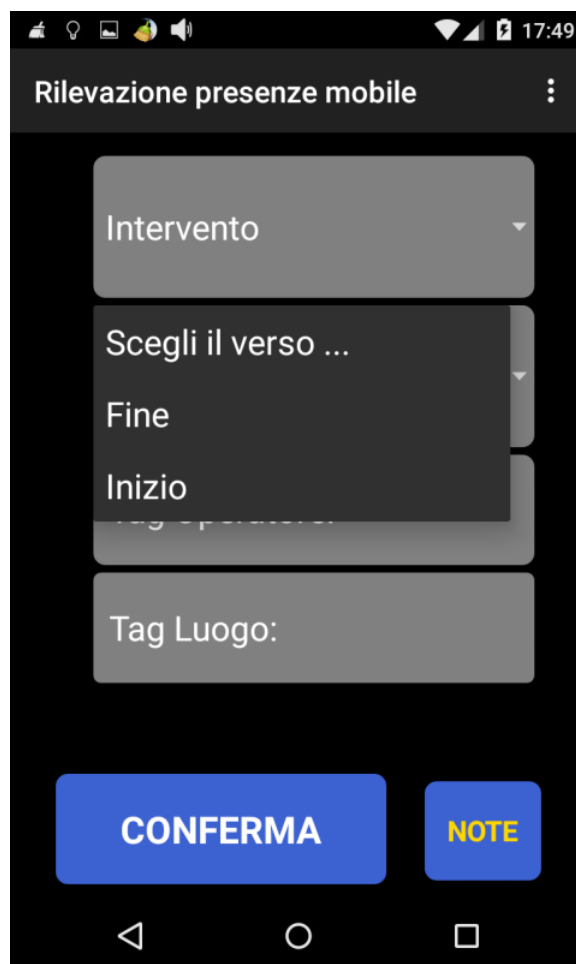 17:49
Rilevazione presenze mobile
Intervento
Scegli il verso ...
Fine
Inizio
Tag Luogo:
CONFERMA
NOTE